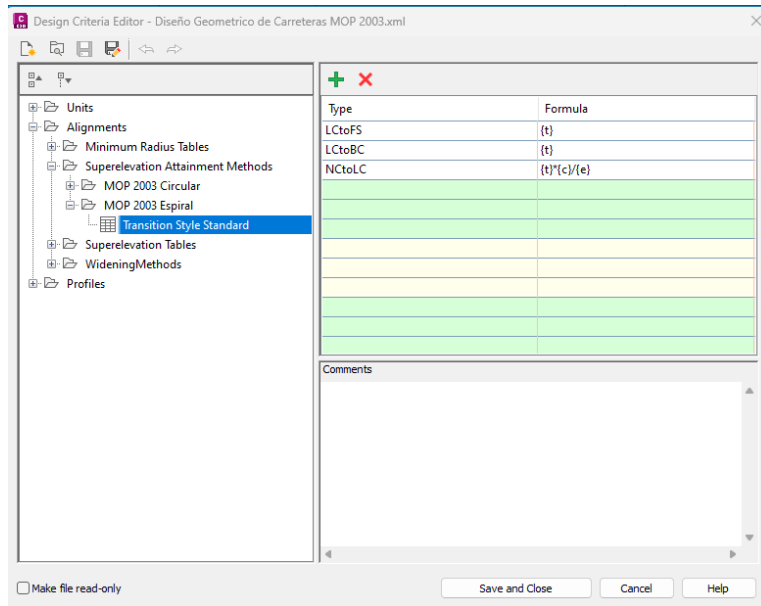 Design Criteria Editor - Diseño Geometrico de Carreteras MOP 2003.xml
Units
Alignments
Minimum Radius Tables
Superelevation Attainment Methods
MOP 2003 Circular
MOP 2003 Espiral
Transition Style Standard
Superelevation Tables
WideningMethods
Profiles
Type Formula
LCtoFS {t}
LCtoBC {t}
NCtoLC {t}*{c}/{e}
Comments
Make file read-only
Save and Close Cancel Help